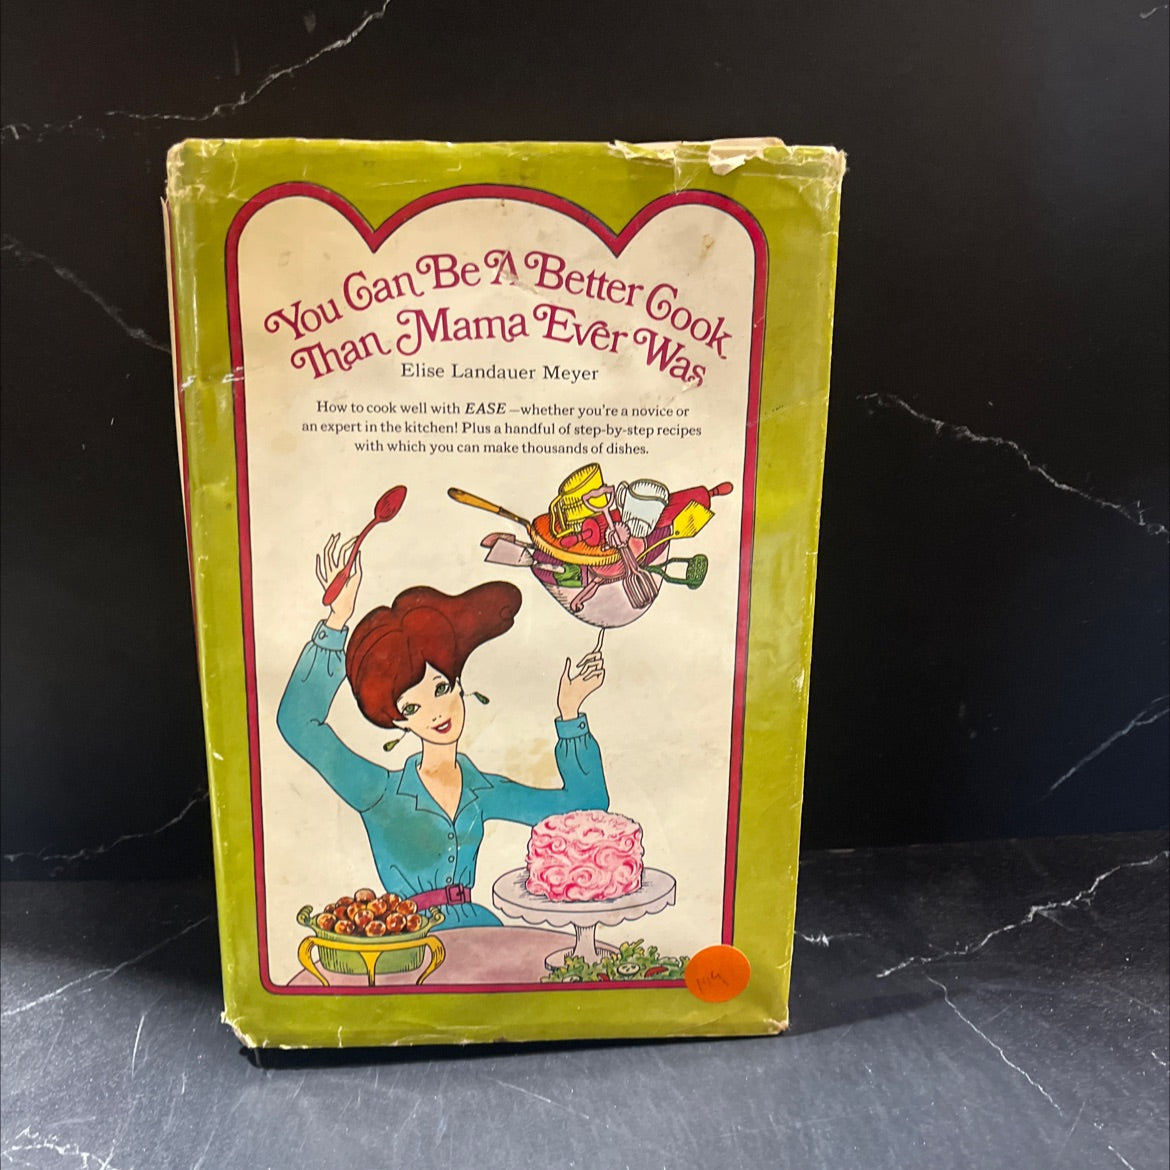 You Can Be A Better Cook
Than Mama Ever Was
Elise Landauer Meyer
How to cook well with EASE—whether you're a novice or
an expert in the kitchen! Plus a handful of step-by-step recipes
with which you can make thousands of dishes.